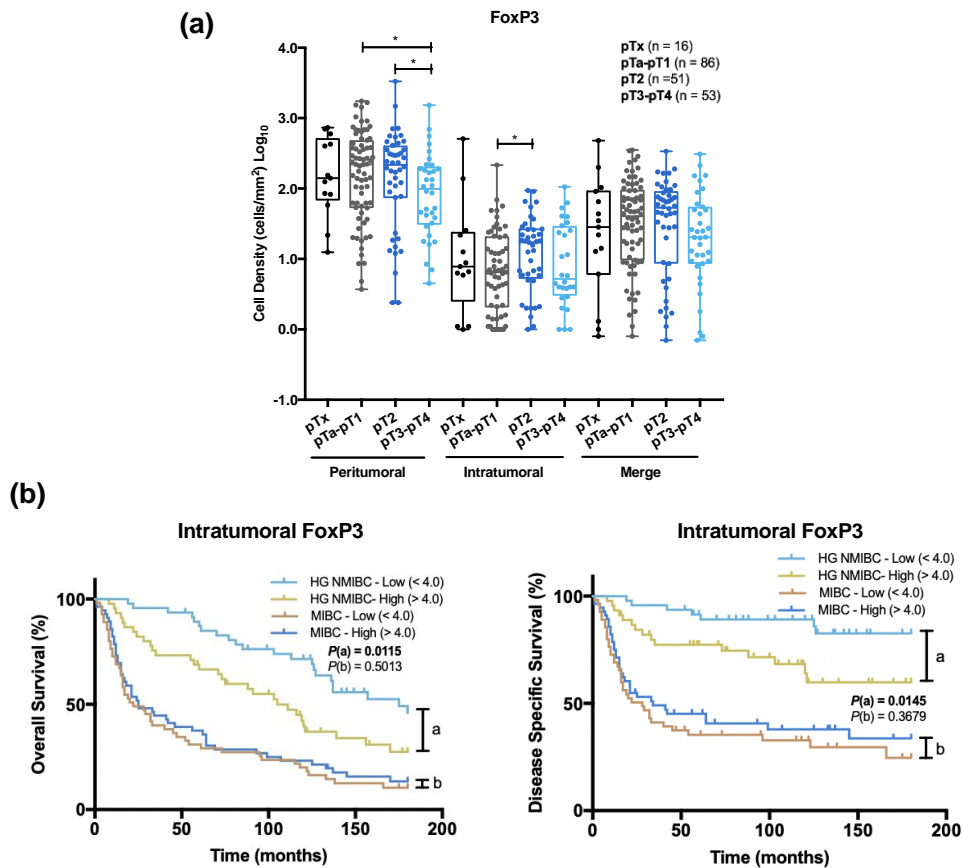 (a)
FoxP3
pTx (n = 16)
pTa-pT1 (n = 86)
pT2 (n =51)
pT3-pT4 (n = 53)
* * *
Cell Density (cells/mm²) Log₁₀
4.0
3.0
2.0
1.0
0.0
-1.0
pTx pTa-pT1 pT2 pT3-pT4 pTx pTa-pT1 pT2 pT3-pT4 pTx pTa-pT1 pT2 pT3-pT4
Peritumoral Intratumoral Merge
(b)
Intratumoral FoxP3
HG NMIBC - Low (< 4.0)
HG NMIBC- High (> 4.0)
MIBC - Low (< 4.0)
MIBC - High (> 4.0)
P(a) = 0.0115
P(b) = 0.5013
a
b
Overall Survival (%)
100
50
0
0 50 100 150 200
Time (months)
Intratumoral FoxP3
HG NMIBC - Low (< 4.0)
HG NMIBC- High (> 4.0)
MIBC - Low (< 4.0)
MIBC - High (> 4.0)
a
P(a) = 0.0145
P(b) = 0.3679
b
Disease Specific Survival (%)
100
50
0
0 50 100 150 200
Time (months)